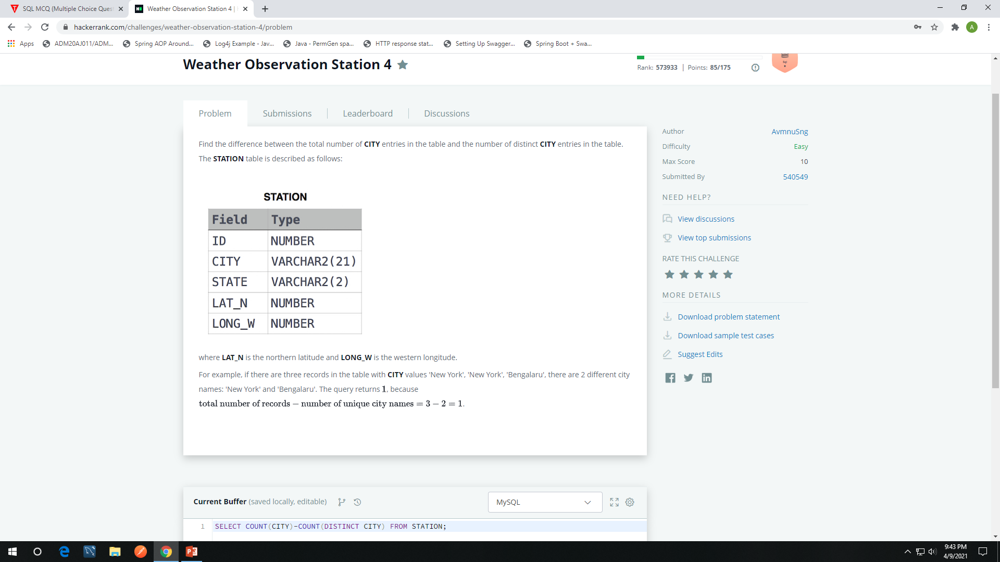 SQL MCQ (Multiple Choice Ques
Weather Observation Station 4 |
hackerrank.com/challenges/weather-observation-station-4/problem
A
Apps
ADM20AJ011/ADM...
Spring AOP Around...
Log4j Example - Jav...
Java - PermGen spa...
HTTP response stat...
Setting Up Swagger...
Spring Boot + Swa...
Weather Observation Station 4
Rank: 573933 | Points: 85/175
Sql
Problem
Submissions
Leaderboard
Discussions
Find the difference between the total number of CITY entries in the table and the number of distinct CITY entries in the table.
The STATION table is described as follows:
STATION
Field Type
ID NUMBER
CITY VARCHAR2(21)
STATE VARCHAR2(2)
LAT_N NUMBER
LONG_W NUMBER
where LAT_N is the northern latitude and LONG_W is the western longitude.
For example, if there are three records in the table with CITY values 'New York', 'New York', 'Bengalaru', there are 2 different city
names: 'New York' and 'Bengalaru'. The query returns 1, because
total number of records − number of unique city names = 3 − 2 = 1.
Author AvmnuSng
Difficulty Easy
Max Score 10
Submitted By 540549
NEED HELP?
View discussions
View top submissions
RATE THIS CHALLENGE
MORE DETAILS
Download problem statement
Download sample test cases
Suggest Edits
Current Buffer (saved locally, editable)
MySQL
1 SELECT COUNT(CITY)-COUNT(DISTINCT CITY) FROM STATION;
9:43 PM
4/9/2021